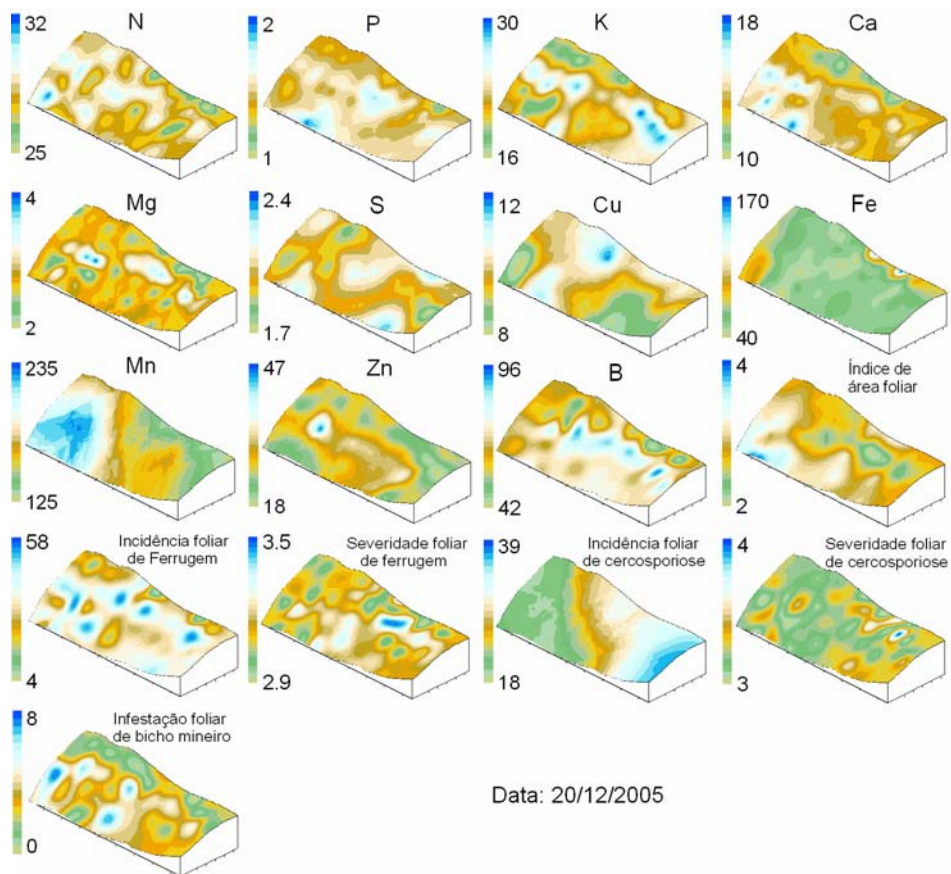 N
32
25
P
2
1
K
30
16
Ca
18
10
Mg
4
2
S
2.4
1.7
Cu
12
8
Fe
170
40
Mn
235
125
Zn
47
18
B
96
42
Índice de
área foliar
4
2
Incidência foliar
de Ferrugem
58
4
Severidade foliar
de ferrugem
3.5
2.9
Incidência foliar
de cercosporiose
39
18
Severidade foliar
de cercosporiose
4
3
Infestação foliar
de bicho mineiro
8
0
Data: 20/12/2005